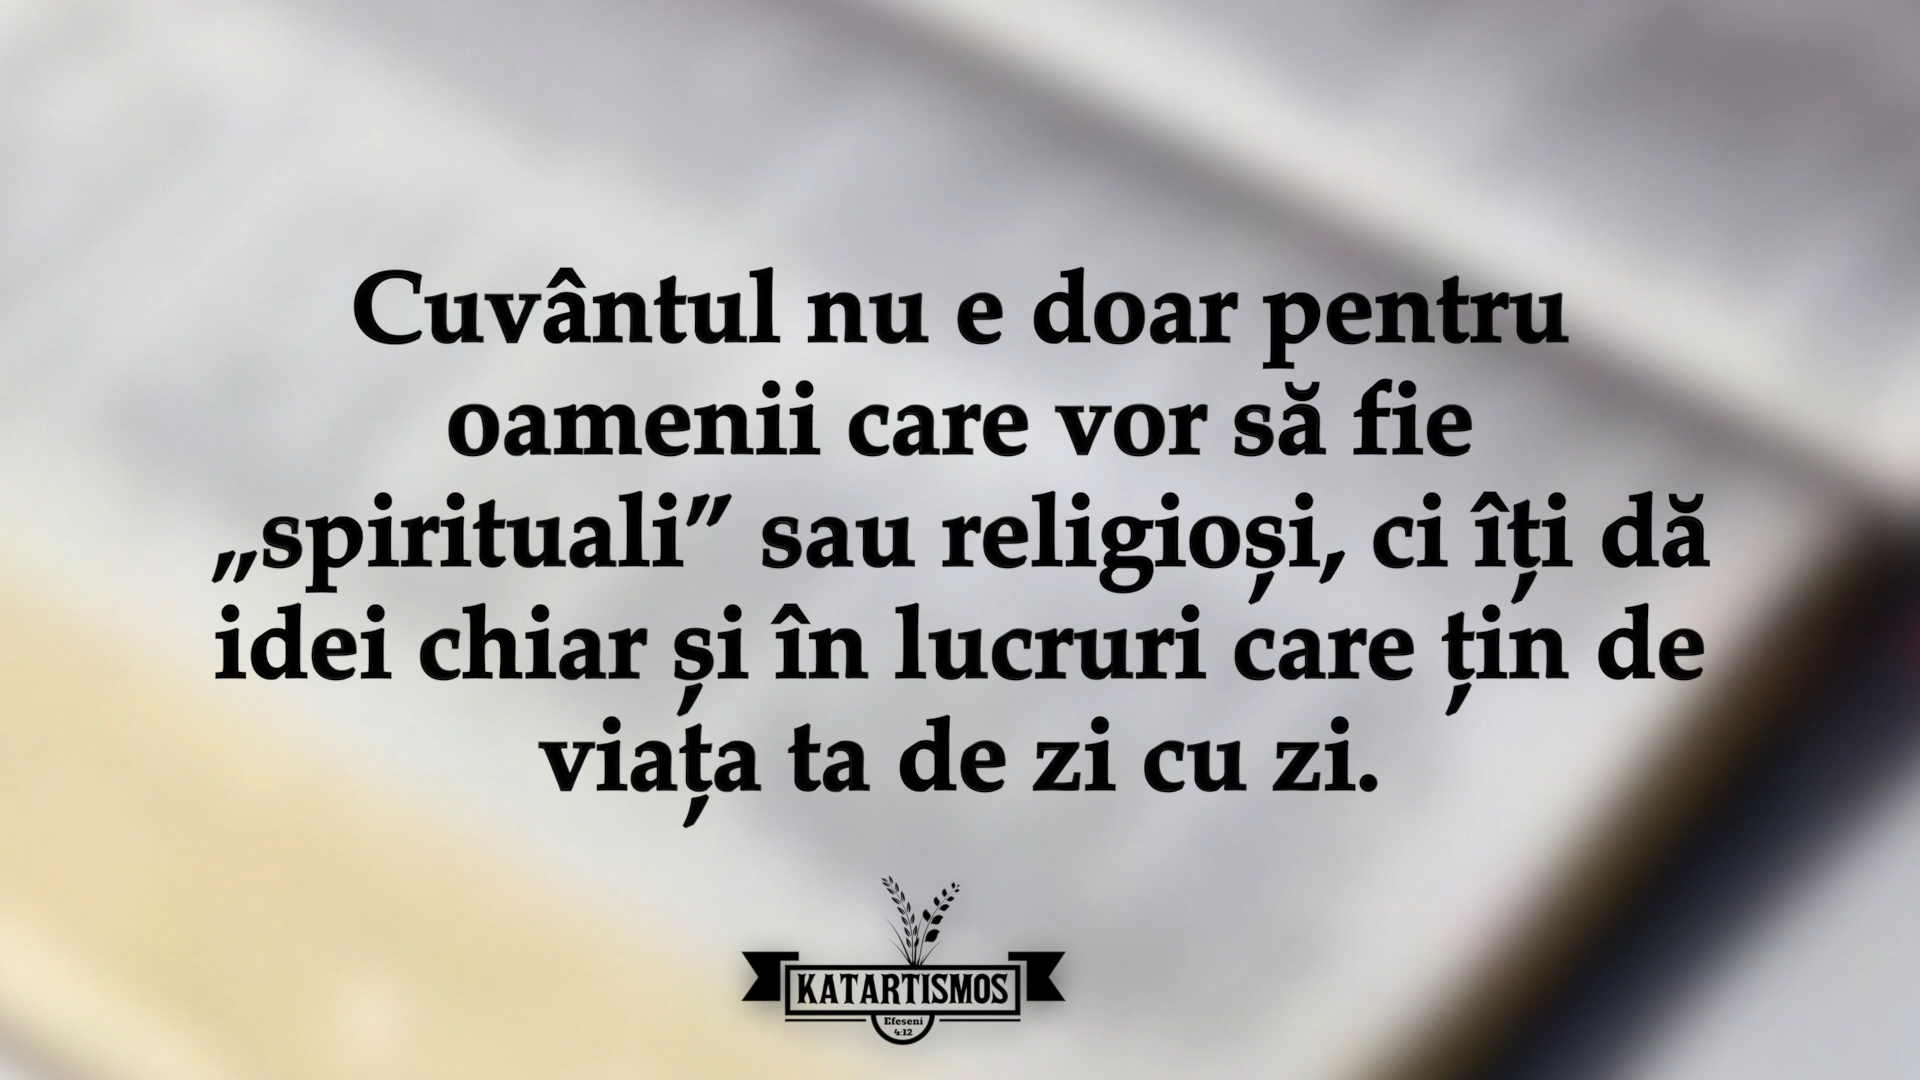 Cuvântul nu e doar pentru
oamenii care vor să fie
„spirituali” sau religioși, ci îți dă
idei chiar și în lucruri care țin de
viața ta de zi cu zi.
KATARTISMOS
Efeseni
4:12